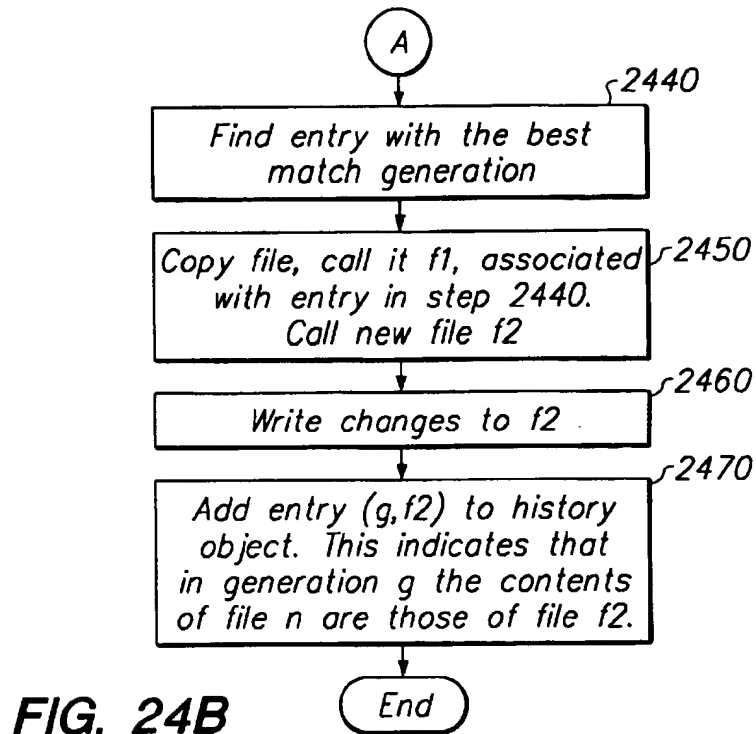 A
2440
Find entry with the best
match generation
2450
Copy file, call it f1, associated
with entry in step 2440.
Call new file f2
2460
Write changes to f2
2470
Add entry (g,f2) to history
object. This indicates that
in generation g the contents
of file n are those of file f2.
End
FIG. 24B